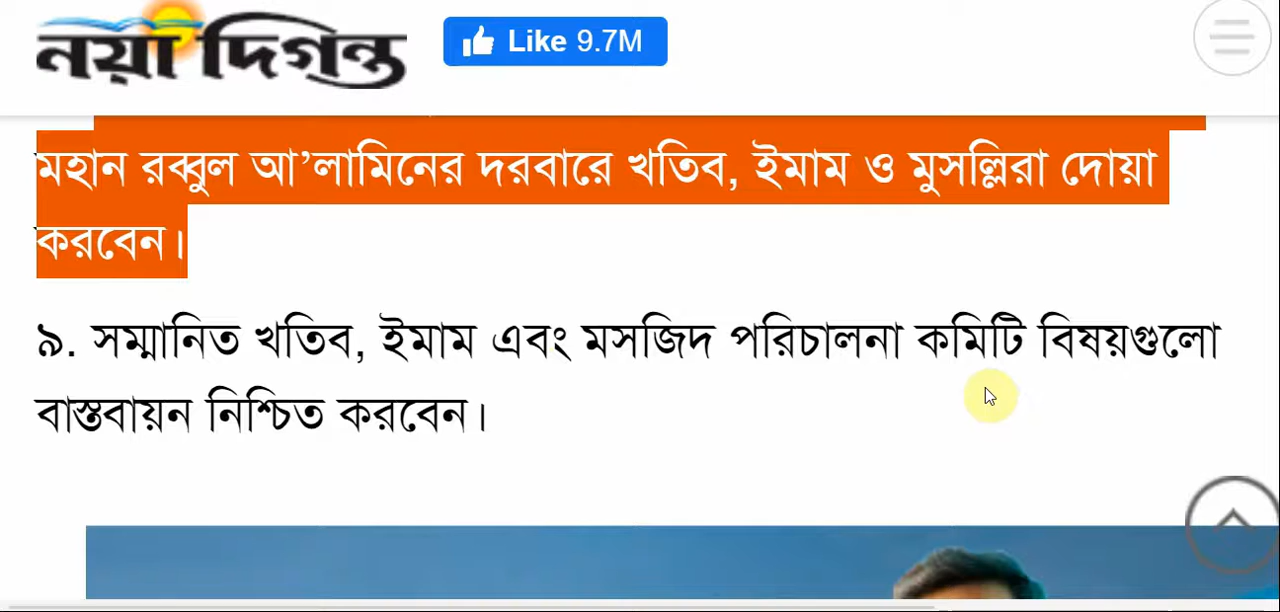 নয়া দিগন্ত
Like 9.7M
মহান রব্বুল আ’লামিনের দরবারে খতিব, ইমাম ও মুসল্লিরা দোয়া
করবেন।
৯. সম্মানিত খতিব, ইমাম এবং মসজিদ পরিচালনা কমিটি বিষয়গুলো
বাস্তবায়ন নিশ্চিত করবেন।